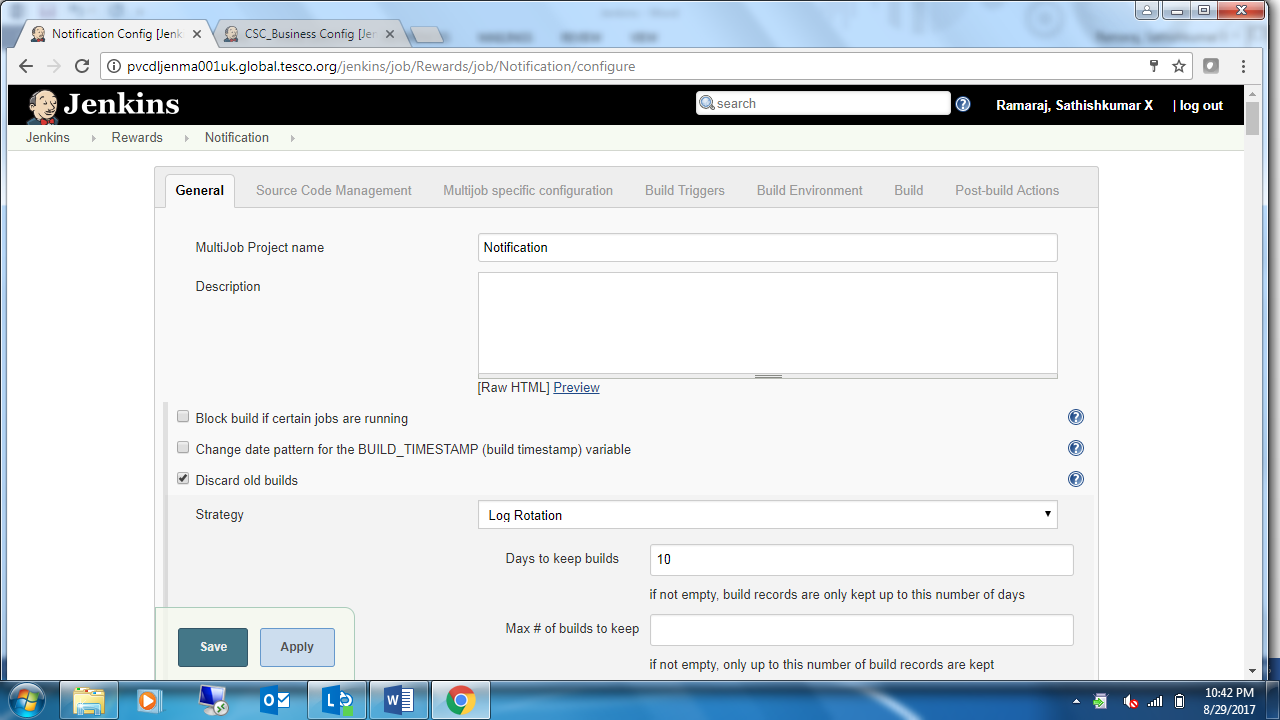 Notification Config [Jenk
CSC_Business Config [Jen
pvcdljenma001uk.global.tesco.org/jenkins/job/Rewards/job/Notification/configure
Jenkins
search
Ramaraj, Sathishkumar X
| log out
Jenkins
Rewards
Notification
General
Source Code Management
Multijob specific configuration
Build Triggers
Build Environment
Build
Post-build Actions
MultiJob Project name
Notification
Description
[Raw HTML] Preview
Block build if certain jobs are running
Change date pattern for the BUILD_TIMESTAMP (build timestamp) variable
Discard old builds
Strategy
Log Rotation
Days to keep builds
10
if not empty, build records are only kept up to this number of days
Max # of builds to keep
if not empty, only up to this number of build records are kept
Save
Apply
10:42 PM
8/29/2017